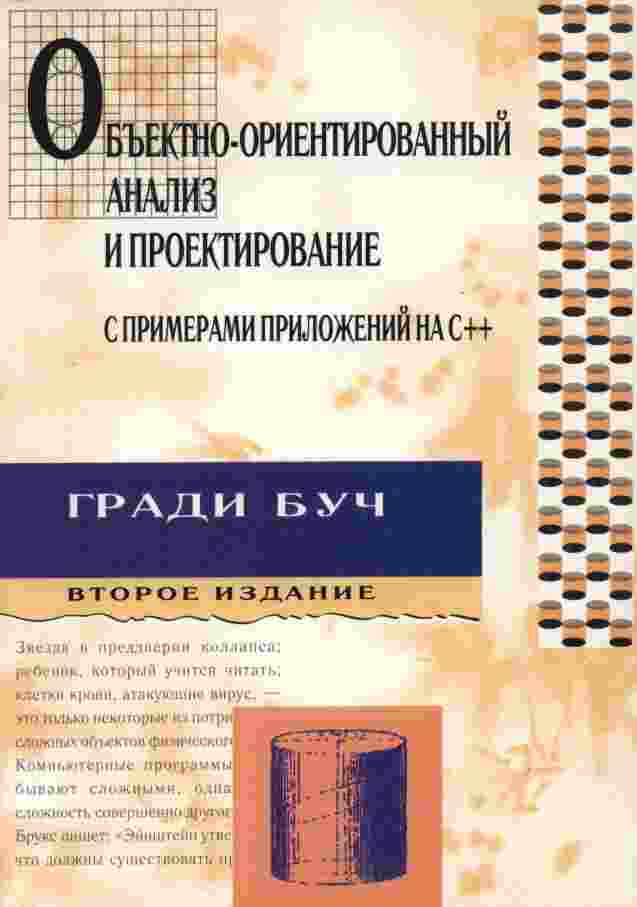 ОБЪЕКТНО-ОРИЕНТИРОВАННЫЙ
АНАЛИЗ
И ПРОЕКТИРОВАНИЕ
С ПРИМЕРАМИ ПРИЛОЖЕНИЙ НА С++
ГРАДИ БУЧ
ВТОРОЕ ИЗДАНИЕ
Звезда в преддверии коллапса;
ребенок, который учится читать;
клетки крови, атакующие вирус, —
это только некоторые из потря
сложных объектов физического
Компьютерные программы
бывают сложными, одна
сложность совершенно другог
Брукс пишет: «Эйнштейн утве
что должны существовать п